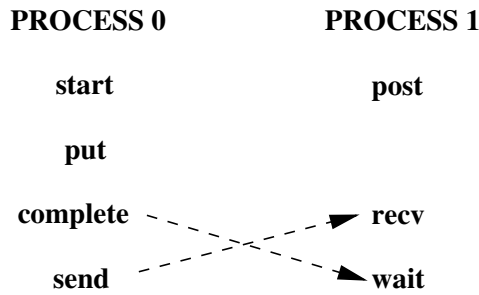 PROCESS 0 PROCESS 1
start post
put
complete recv
send wait